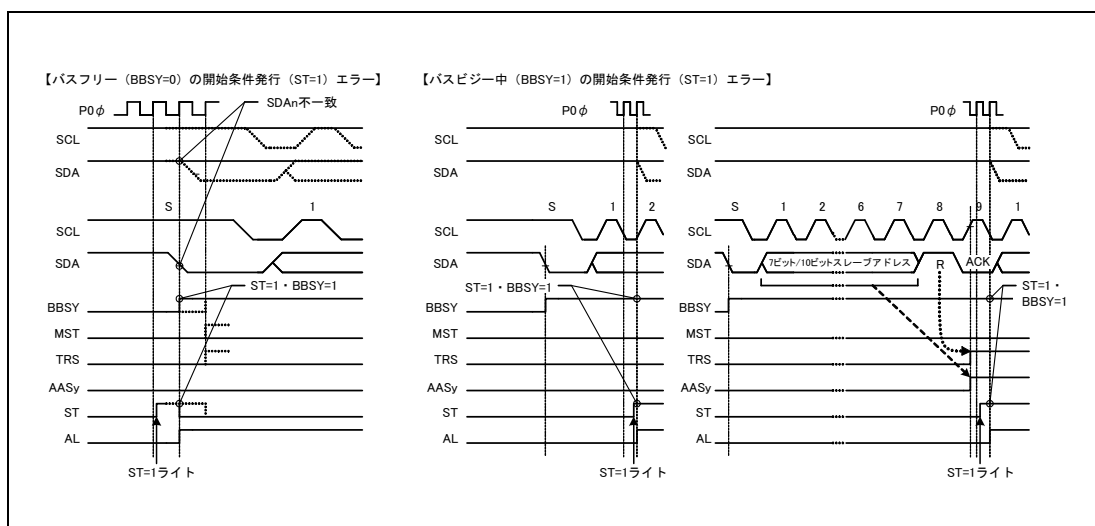 【バスフリー（BBSY=0）の開始条件発行（ST=1）エラー】
P0φ
SDAn不一致
SCL
SDA
S
1
SCL
SDA
ST=1・BBSY=1
BBSY
MST
TRS
AASy
ST
AL
ST=1ライト
【バスビジー中（BBSY=1）の開始条件発行（ST=1）エラー】
P0φ
SCL
SDA
S
1
2
SCL
SDA
ST=1・BBSY=1
BBSY
MST
TRS
AASy
ST
AL
ST=1ライト
P0φ
SCL
SDA
S
1
2
6
7
8
9
1
SCL
SDA
7ビット/10ビットスレーブアドレス
R
ACK
ST=1・
BBSY=1
BBSY
MST
TRS
AASy
ST
AL
ST=1ライト